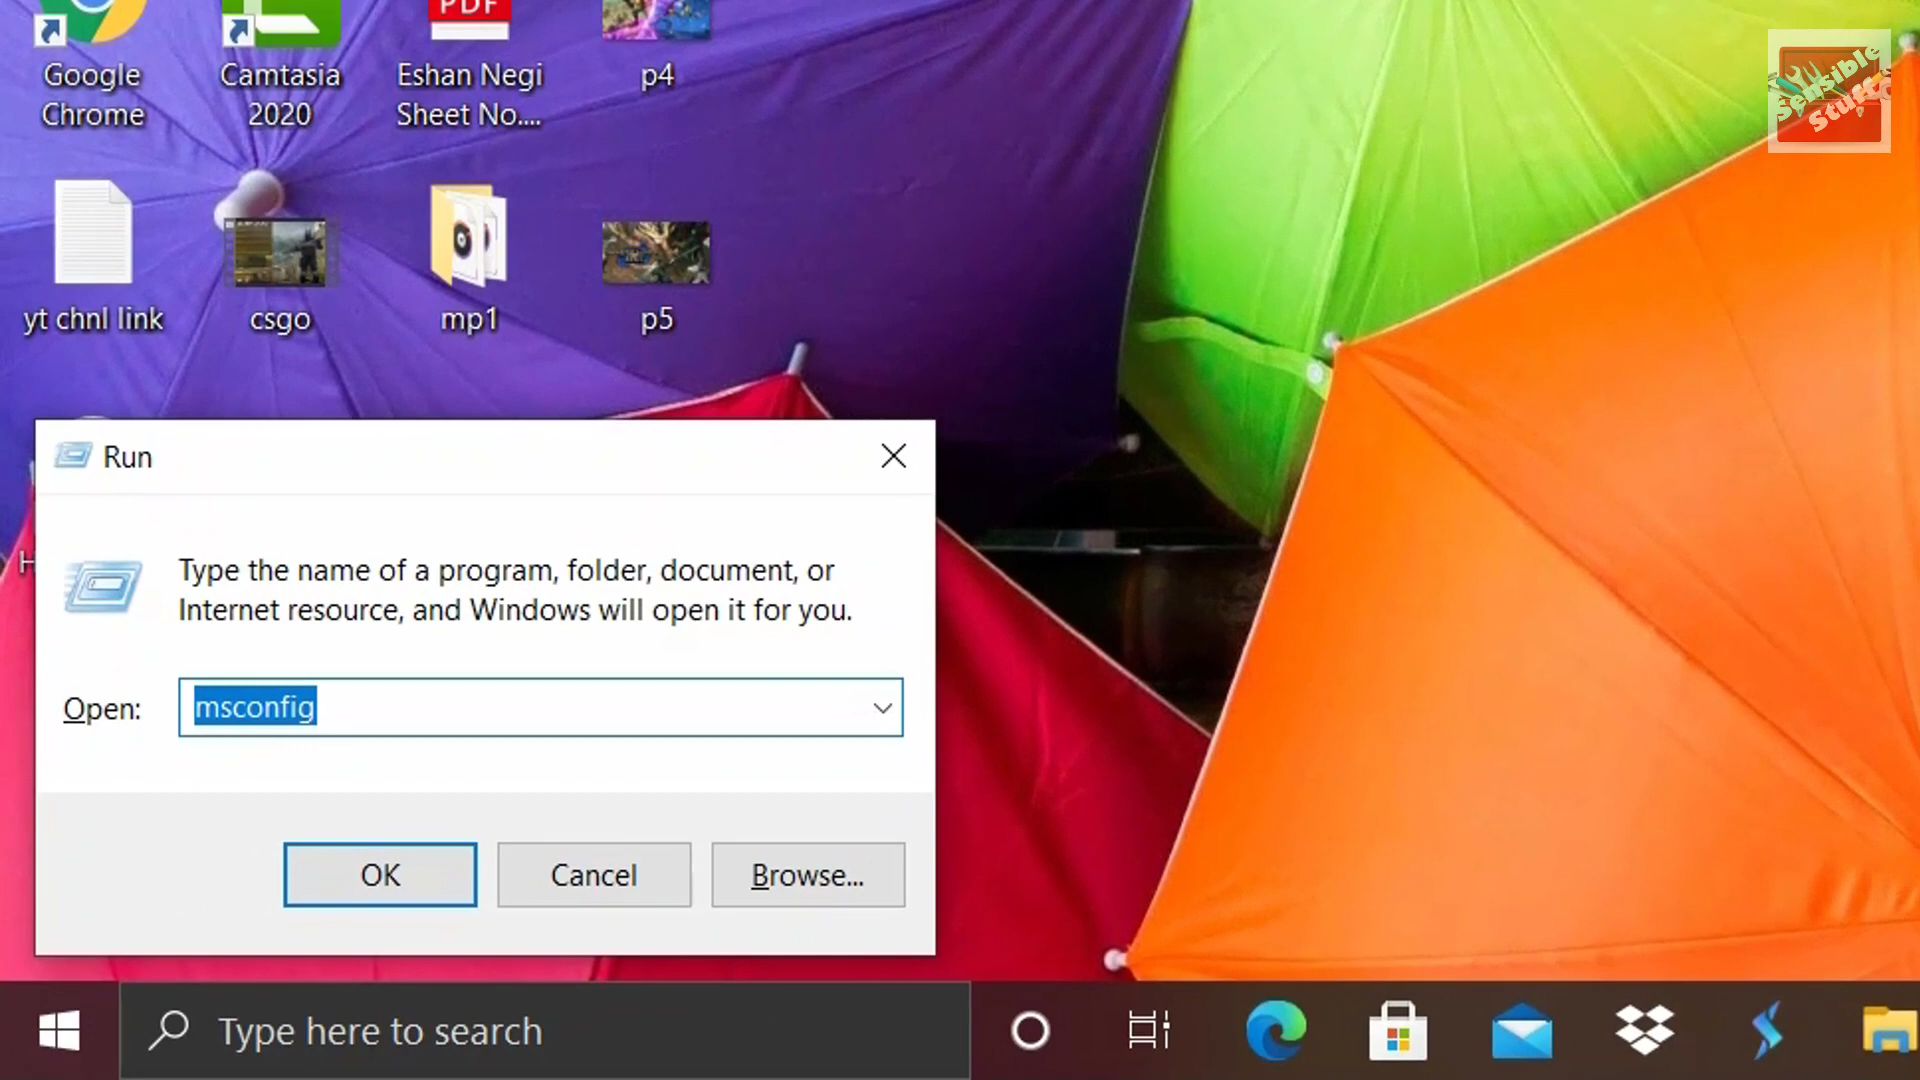 PDF
Google
Chrome
Camtasia
2020
Eshan Negi
Sheet No....
p4
Sensible
Stuff
yt chnl link
csgo
mp1
p5
H
Run
Type the name of a program, folder, document, or
Internet resource, and Windows will open it for you.
Open:
msconfig
OK
Cancel
Browse...
Type here to search